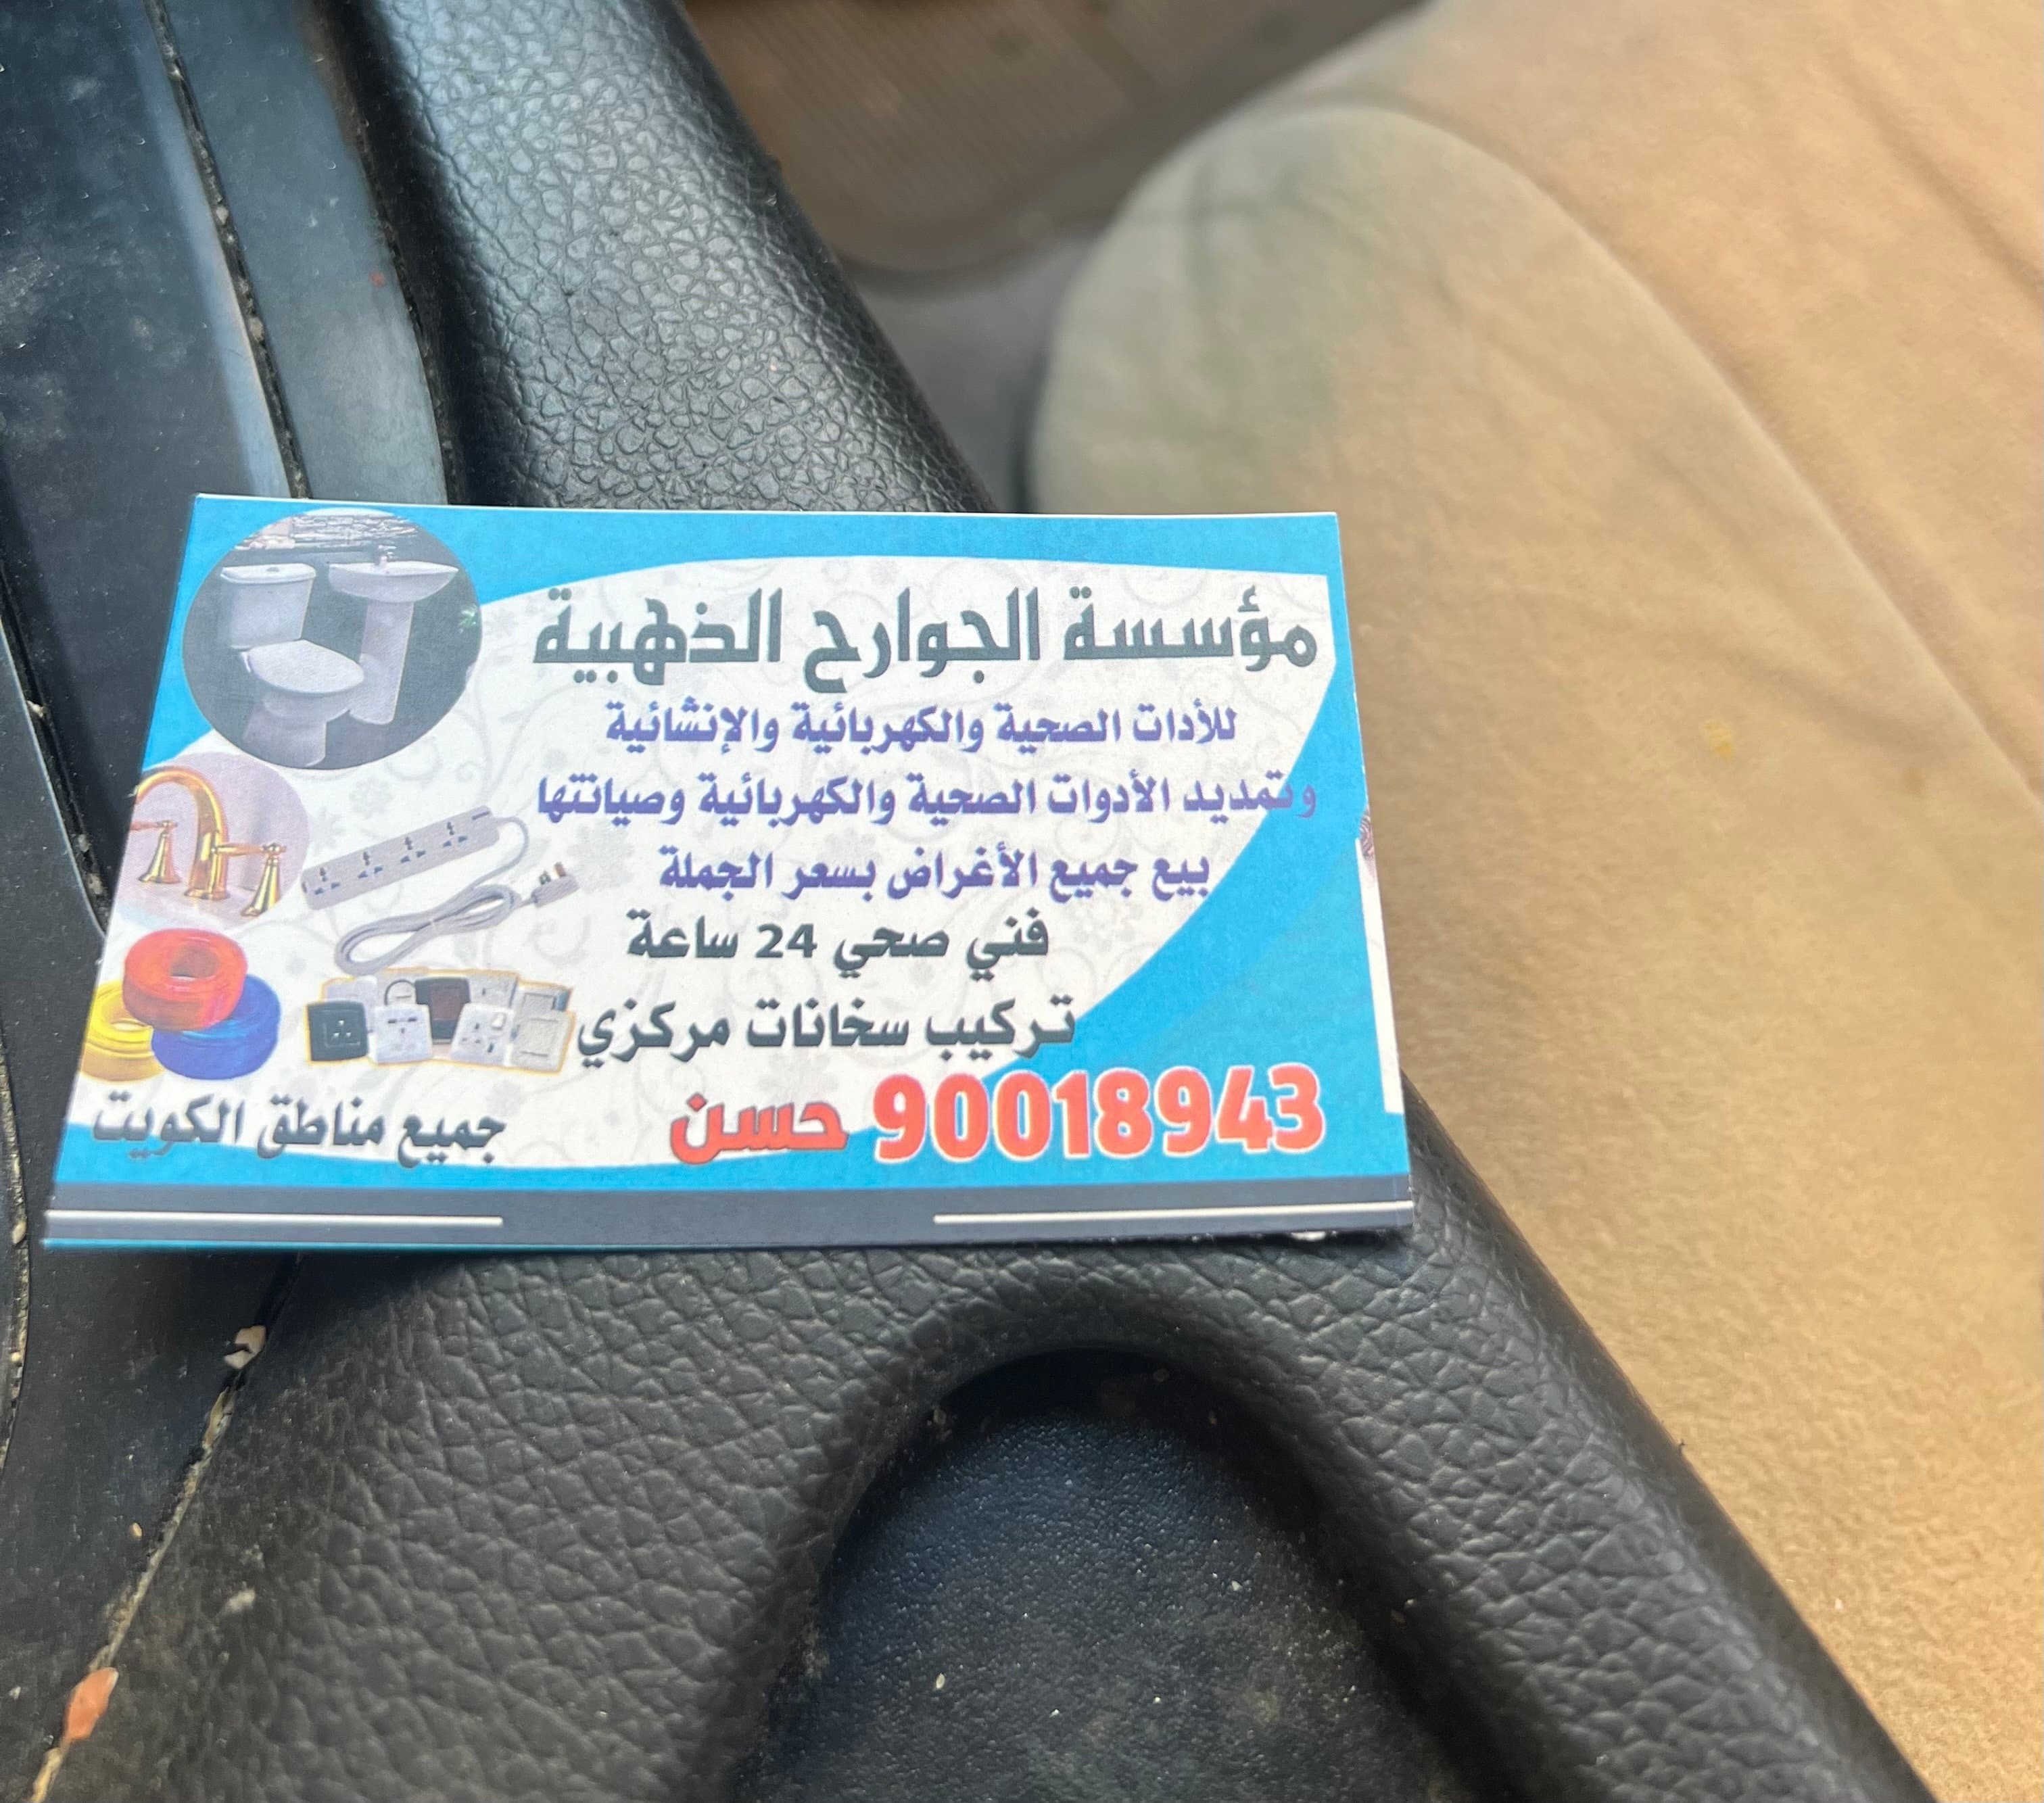 مؤسسة الجوارح الذهبية
للأدات الصحية والكهربائية والإنشائية
وتمديد الأدوات الصحية والكهربائية وصيانتها
بيع جميع الأغراض بسعر الجملة
فني صحي 24 ساعة
تركيب سخانات مركزي
90018943 حسن
جميع مناطق الكويت